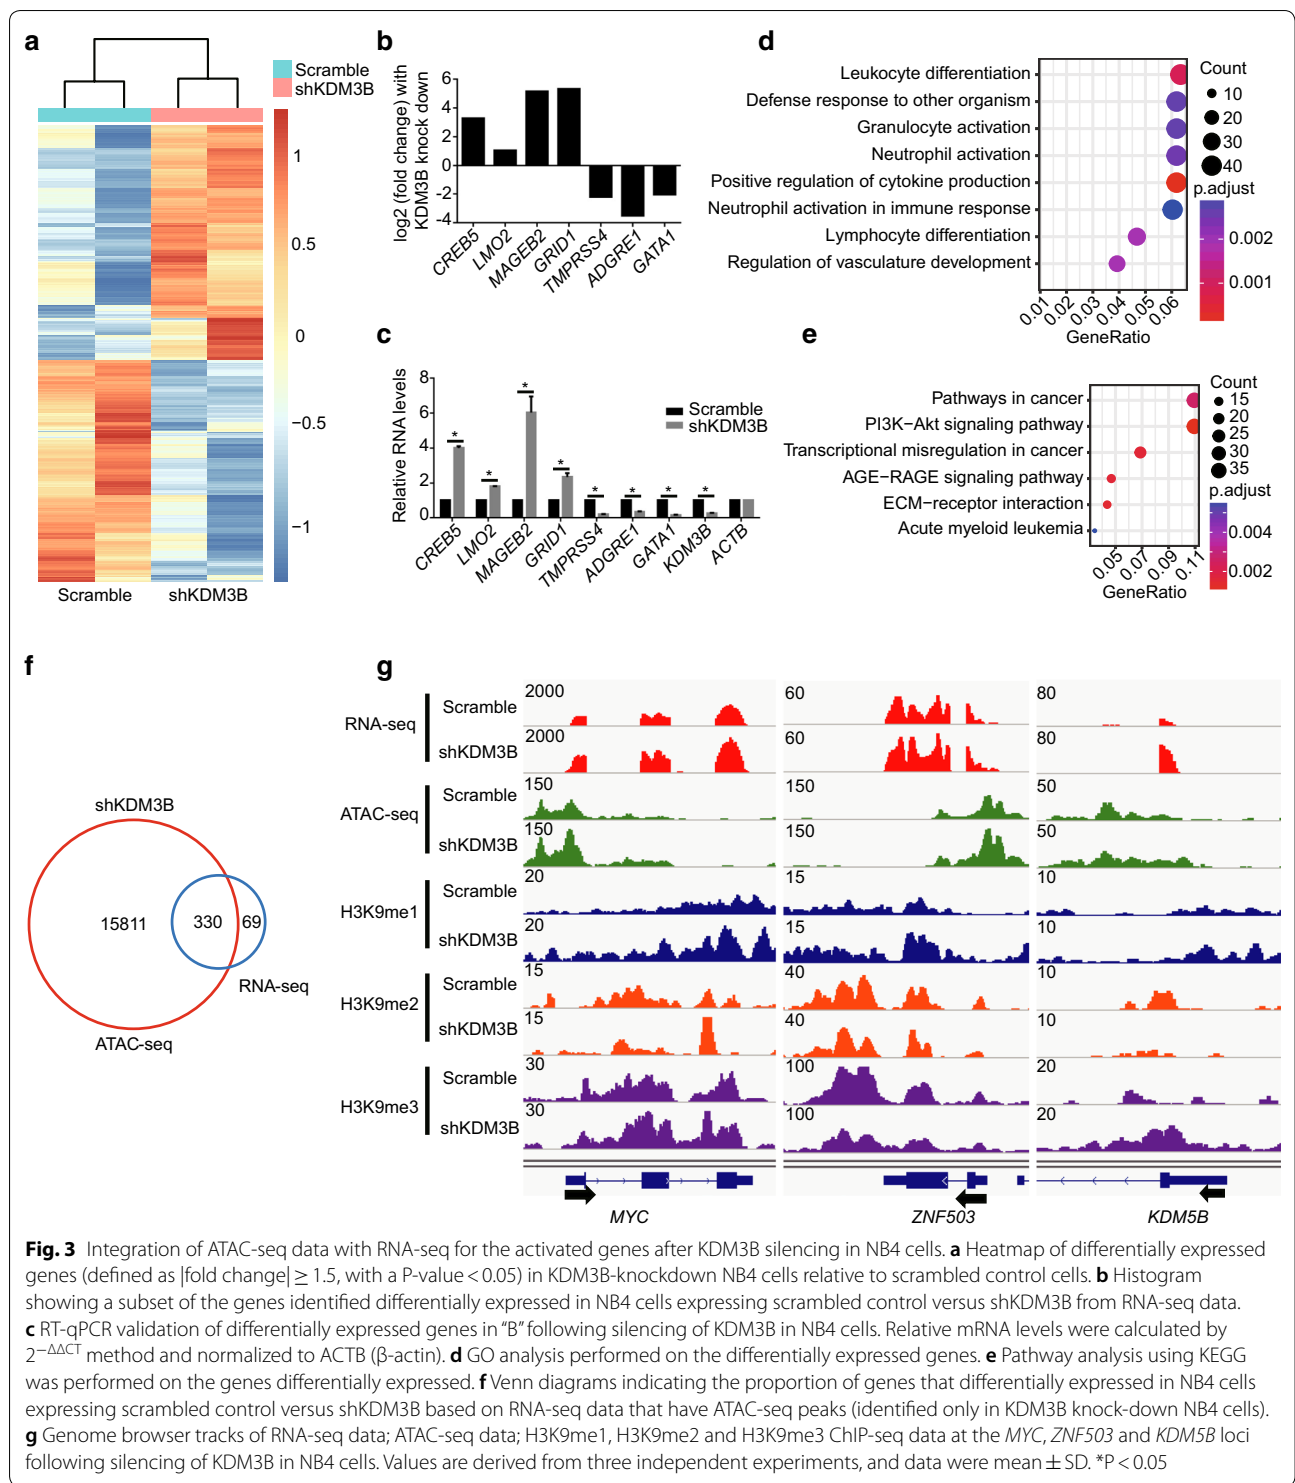 a
Scramble
shKDM3B
1
0.5
0
−0.5
−1
Scramble
shKDM3B
b
log2 (fold change) with
KDM3B knock down
6
4
2
0
-2
-4
CREB5
LMO2
MAGEB2
GRID1
TMPRSS4
ADGRE1
GATA1
c
Relative RNA levels
8
6
4
2
0
Scramble
shKDM3B
* * * * * * * *
CREB5
LMO2
MAGEB2
GRID1
TMPRSS4
ADGRE1
GATA1
KDM3B
ACTB
d
Leukocyte differentiation
Defense response to other organism
Granulocyte activation
Neutrophil activation
Positive regulation of cytokine production
Neutrophil activation in immune response
Lymphocyte differentiation
Regulation of vasculature development
0.01
0.02
0.03
0.04
0.05
0.06
GeneRatio
Count
10
20
30
40
p.adjust
0.002
0.001
e
Pathways in cancer
PI3K−Akt signaling pathway
Transcriptional misregulation in cancer
AGE−RAGE signaling pathway
ECM−receptor interaction
Acute myeloid leukemia
0.05
0.07
0.09
0.11
GeneRatio
Count
15
20
25
30
35
p.adjust
0.004
0.002
f
shKDM3B
15811
330
69
RNA-seq
ATAC-seq
g
RNA-seq
Scramble
2000
60
80
shKDM3B
2000
60
80
ATAC-seq
Scramble
150
150
50
shKDM3B
150
150
50
H3K9me1
Scramble
20
15
10
shKDM3B
20
15
10
H3K9me2
Scramble
15
40
10
shKDM3B
15
40
10
H3K9me3
Scramble
30
100
20
shKDM3B
30
100
20
MYC
ZNF503
KDM5B
Fig. 3 Integration of ATAC-seq data with RNA-seq for the activated genes after KDM3B silencing in NB4 cells. a Heatmap of differentially expressed
genes (defined as |fold change| ≥ 1.5, with a P-value < 0.05) in KDM3B-knockdown NB4 cells relative to scrambled control cells. b Histogram
showing a subset of the genes identified differentially expressed in NB4 cells expressing scrambled control versus shKDM3B from RNA-seq data.
c RT-qPCR validation of differentially expressed genes in “B” following silencing of KDM3B in NB4 cells. Relative mRNA levels were calculated by
2−ΔΔCT method and normalized to ACTB (β-actin). d GO analysis performed on the differentially expressed genes. e Pathway analysis using KEGG
was performed on the genes differentially expressed. f Venn diagrams indicating the proportion of genes that differentially expressed in NB4 cells
expressing scrambled control versus shKDM3B based on RNA-seq data that have ATAC-seq peaks (identified only in KDM3B knock-down NB4 cells).
g Genome browser tracks of RNA-seq data; ATAC-seq data; H3K9me1, H3K9me2 and H3K9me3 ChIP-seq data at the MYC, ZNF503 and KDM5B loci
following silencing of KDM3B in NB4 cells. Values are derived from three independent experiments, and data were mean ± SD. *P < 0.05